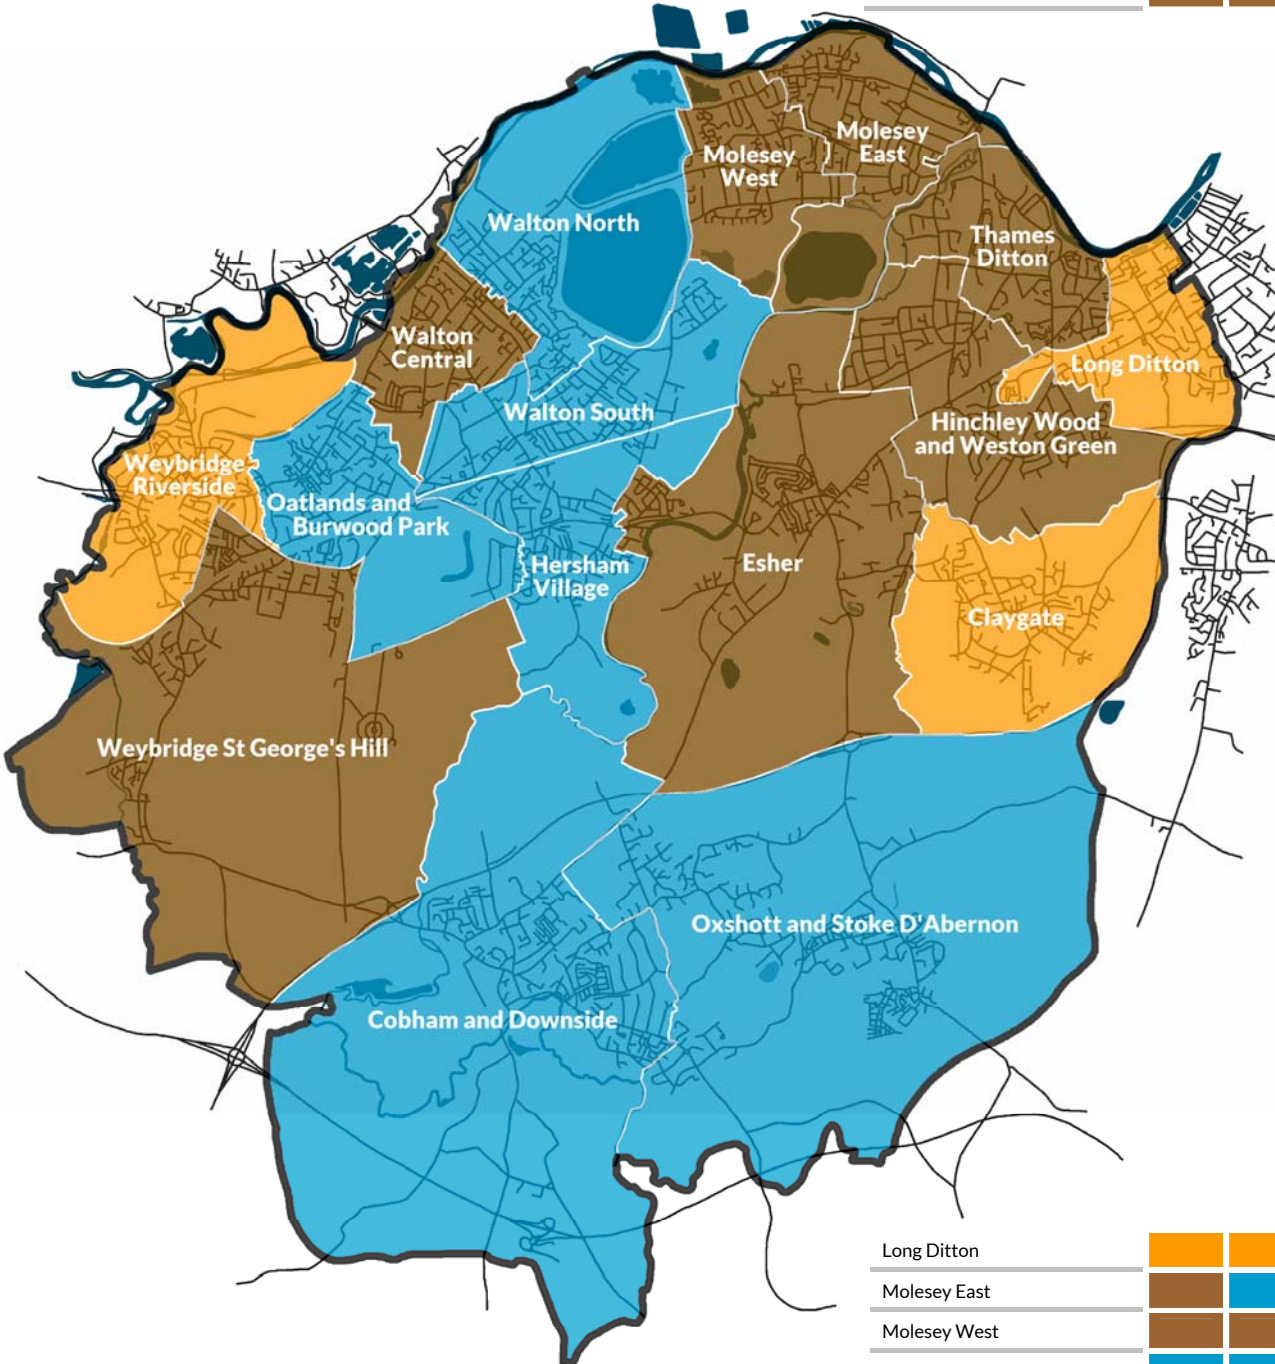 Molesey
East
Molesey
West
Walton North
Thames
Ditton
Walton
Central
Long Ditton
Walton South
Hinchley Wood
and Weston Green
Weybridge
Riverside
Oatlands and
Burwood Park
Hersham
Village
Esher
Claygate
Weybridge St George's Hill
Oxshott and Stoke D'Abernon
Cobham and Downside
Long Ditton
Molesey East
Molesey West